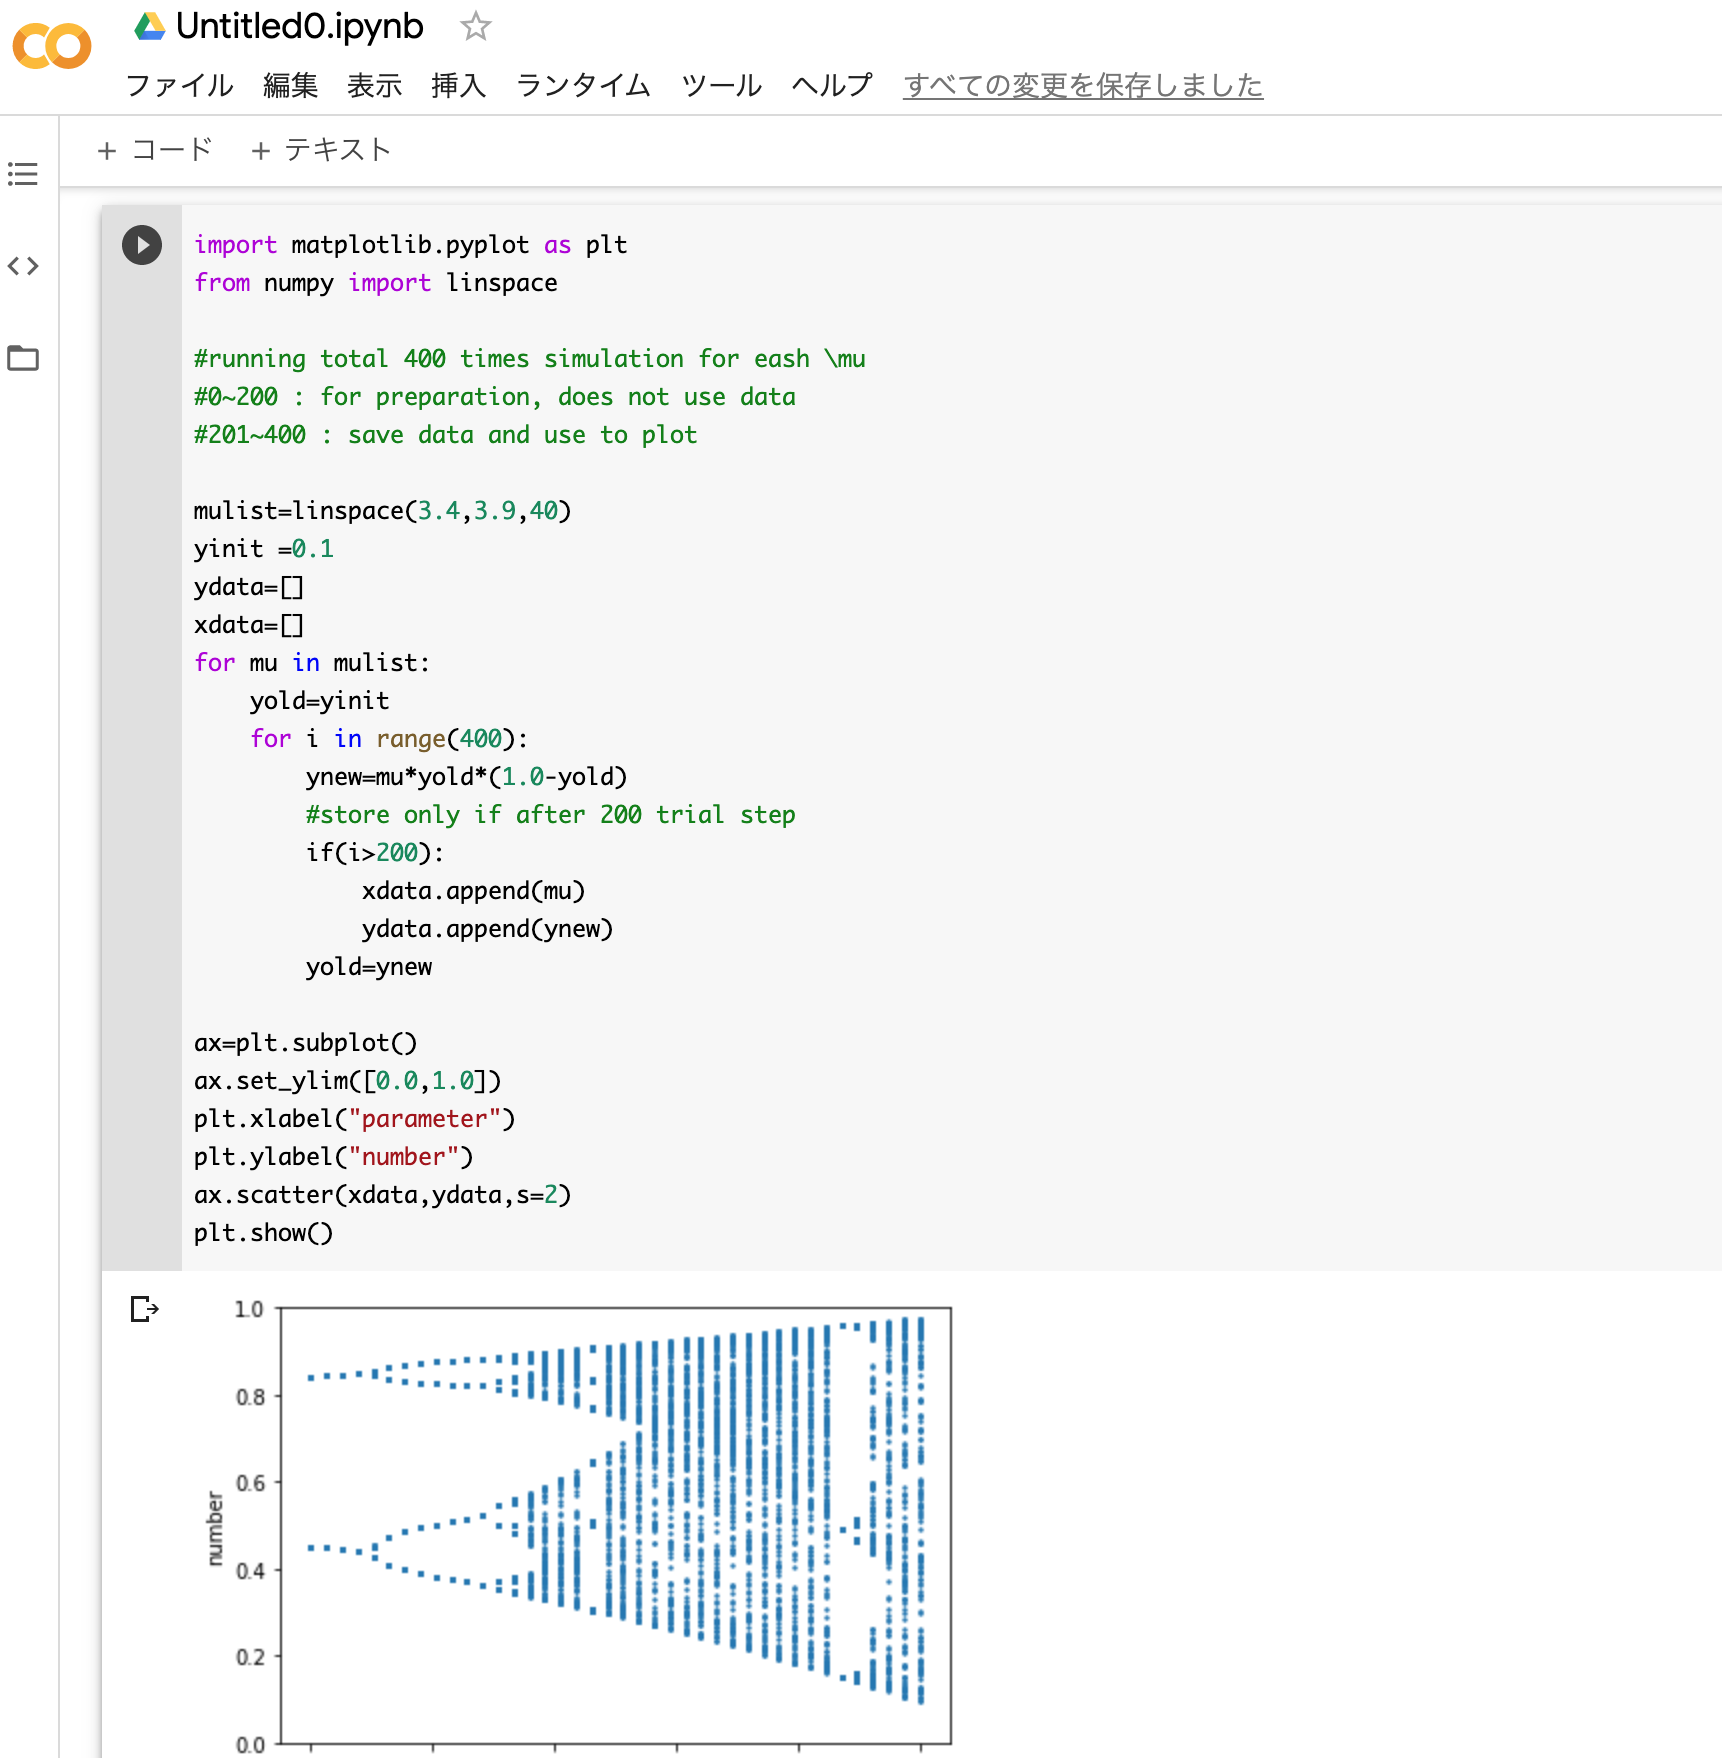 Untitled0.ipynb
ファイル 編集 表示 挿入 ランタイム ツール ヘルプ すべての変更を保存しました
+ コード + テキスト
import matplotlib.pyplot as plt
from numpy import linspace
#running total 400 times simulation for eash \mu
#0~200 : for preparation, does not use data
#201~400 : save data and use to plot
mulist=linspace(3.4,3.9,40)
yinit =0.1
ydata=[]
xdata=[]
for mu in mulist:
    yold=yinit
    for i in range(400):
        ynew=mu*yold*(1.0-yold)
        #store only if after 200 trial step
        if(i>200):
            xdata.append(mu)
            ydata.append(ynew)
        yold=ynew
ax=plt.subplot()
ax.set_ylim([0.0,1.0])
plt.xlabel("parameter")
plt.ylabel("number")
ax.scatter(xdata,ydata,s=2)
plt.show()
1.0
0.8
0.6
number
0.4
0.2
0.0